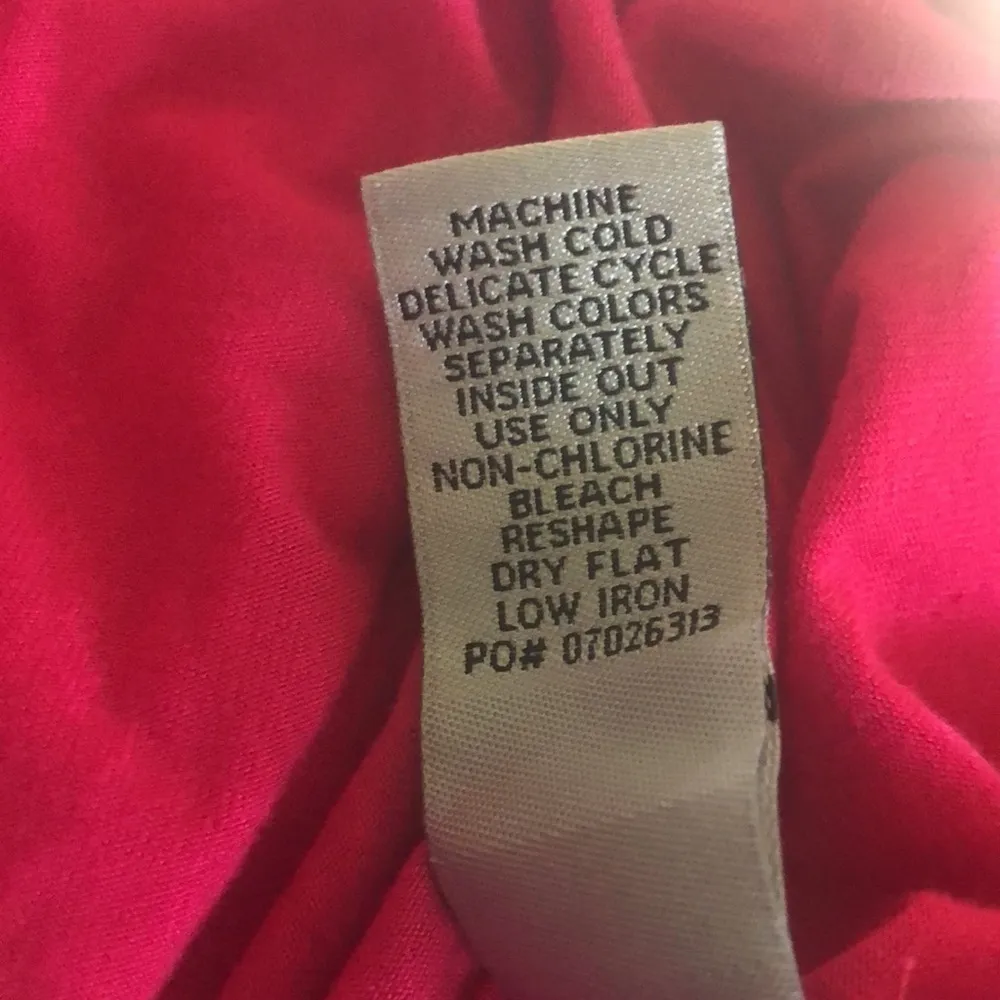 MACHINE
WASH COLD
DELICATE CYCLE
WASH COLORS
SEPARATELY
INSIDE OUT
USE ONLY
NON-CHLORINE
BLEACH
RESHAPE
DRY FLAT
LOW IRON
PO# 07026313